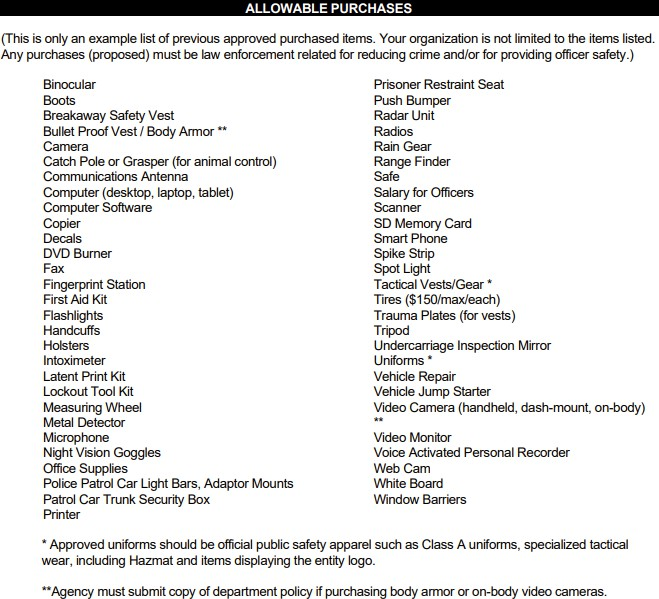 ALLOWABLE PURCHASES
(This is only an example list of previous approved purchased items. Your organization is not limited to the items listed.
Any purchases (proposed) must be law enforcement related for reducing crime and/or for providing officer safety.)
Binocular
Boots
Breakaway Safety Vest
Bullet Proof Vest / Body Armor **
Camera
Catch Pole or Grasper (for animal control)
Communications Antenna
Computer (desktop, laptop, tablet)
Computer Software
Copier
Decals
DVD Burner
Fax
Fingerprint Station
First Aid Kit
Flashlights
Handcuffs
Holsters
Intoximeter
Latent Print Kit
Lockout Tool Kit
Measuring Wheel
Metal Detector
Microphone
Night Vision Goggles
Office Supplies
Police Patrol Car Light Bars, Adaptor Mounts
Patrol Car Trunk Security Box
Printer
Prisoner Restraint Seat
Push Bumper
Radar Unit
Radios
Rain Gear
Range Finder
Safe
Salary for Officers
Scanner
SD Memory Card
Smart Phone
Spike Strip
Spot Light
Tactical Vests/Gear *
Tires ($150/max/each)
Trauma Plates (for vests)
Tripod
Undercarriage Inspection Mirror
Uniforms *
Vehicle Repair
Vehicle Jump Starter
Video Camera (handheld, dash-mount, on-body)
**
Video Monitor
Voice Activated Personal Recorder
Web Cam
White Board
Window Barriers
* Approved uniforms should be official public safety apparel such as Class A uniforms, specialized tactical
wear, including Hazmat and items displaying the entity logo.
**Agency must submit copy of department policy if purchasing body armor or on-body video cameras.